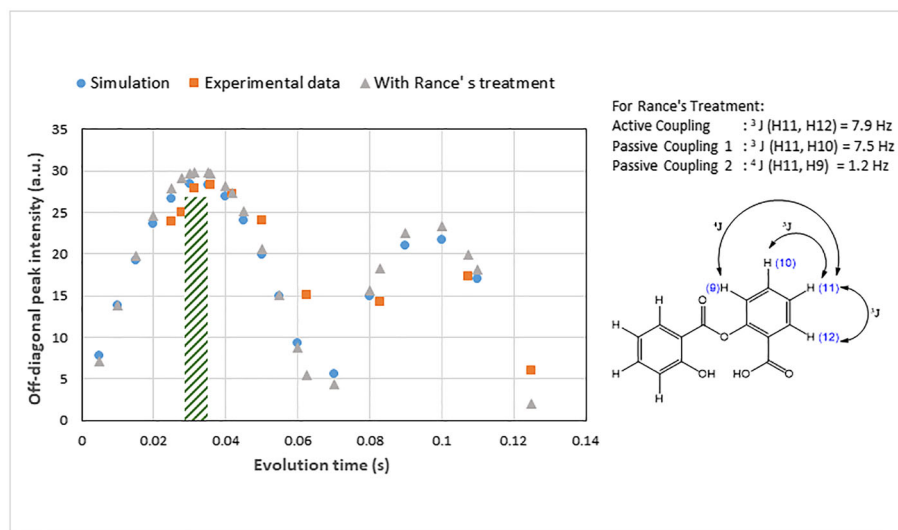 Simulation Experimental data With Rance' s treatment
For Rance's Treatment:
Active Coupling : ³ J (H11, H12) = 7.9 Hz
Passive Coupling 1 : ³ J (H11, H10) = 7.5 Hz
Passive Coupling 2 : ⁴ J (H11, H9) = 1.2 Hz
Off-diagonal peak intensity (a.u.)
35
30
25
20
15
10
5
0
0 0.02 0.04 0.06 0.08 0.1 0.12 0.14
Evolution time (s)
⁴J ³J
H (10)
(9) H H (11)
H O ³J
H H (12)
O
H OH HO O
H